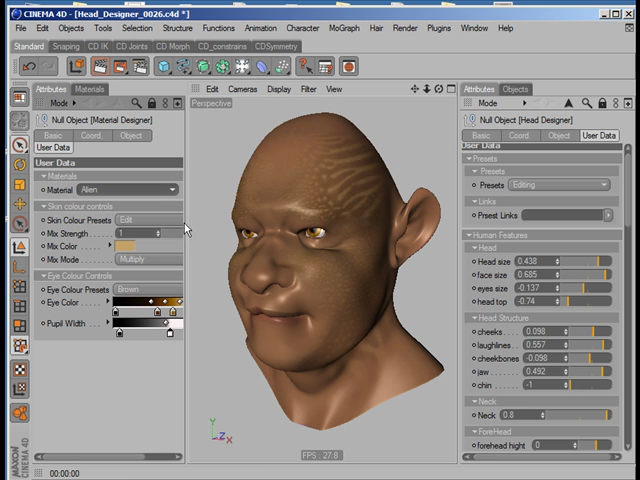 CINEMA 4D - [Head_Designer_0026.c4d *]
File Edit Objects Tools Selection Structure Functions Animation Character MoGraph Hair Render Plugins Window Help
Standard Snaping CD IK CD Joints CD Morph CD_constrains CDSymmetry
Attributes Materials
Mode
Null Object [Material Designer]
Basic Coord. Object
User Data
User Data
Materials
Material Alien
Skin colour controls
Skin Colour Presets Edit
Mix Strength 1
Mix Color
Mix Mode Multiply
Eye Colour Controls
Eye Colour Presets Brown
Eye Color
Pupil Width
Edit Cameras Display Filter View
Perspective
Y
Z X
FPS : 27.8
Attributes Objects
Mode
Null Object [Head Designer]
Basic Coord. Object User Data
User Data
Presets
Presets
Presets Editing
Links
Prest Links
Human Features
Head
Head size 0.438
face size 0.685
eyes size -0.137
head top -0.74
Head Structure
cheeks 0.098
laughlines 0.557
cheekbones -0.098
jaw 0.492
chin -1
Neck
Neck 0.8
ForeHead
forehead hight 0
MAXON
CINEMA 4D
00:00:00